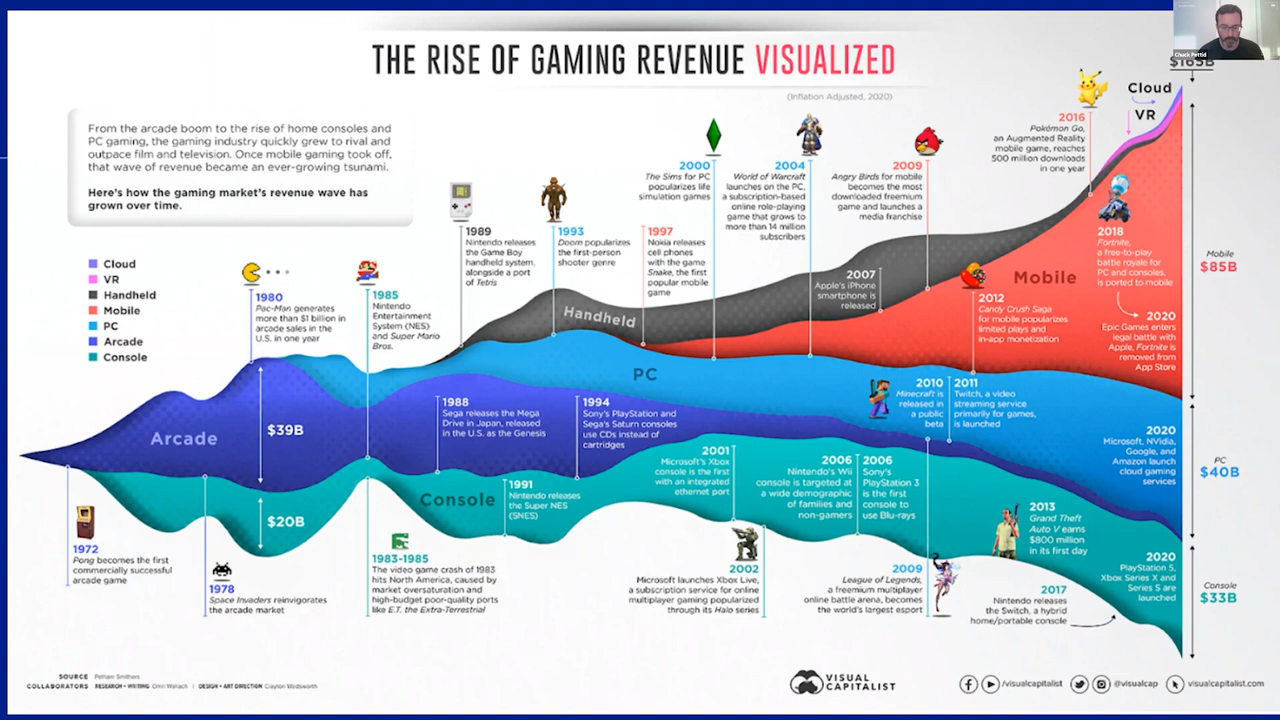 Chuck Pettid
THE RISE OF GAMING REVENUE VISUALIZED
(Inflation Adjusted, 2020)
$165B
From the arcade boom to the rise of home consoles and
PC gaming, the gaming industry quickly grew to rival and
outpace film and television. Once mobile gaming took off,
that wave of revenue became an ever-growing tsunami.
Here's how the gaming market's revenue wave has
grown over time.
Cloud
VR
Handheld
Mobile
PC
Arcade
Console
1980
Pac-Man generates
more than $1 billion in
arcade sales in the
U.S. in one year
1985
Nintendo
Entertainment
System (NES)
and Super Mario
Bros.
1989
Nintendo releases
the Game Boy
handheld system,
alongside a port
of Tetris
1993
Doom popularizes
the first-person
shooter genre
1997
Nokia releases
cell phones
with the game
Snake, the first
popular mobile
game
2000
The Sims for PC
popularizes life
simulation games
2004
World of Warcraft
launches on the PC,
a subscription-based
online role-playing
game that grows to
more than 14 million
subscribers
2009
Angry Birds for mobile
becomes the most
downloaded freemium
game and launches a
media franchise
2007
Apple's iPhone
smartphone is
released
2016
Pokémon Go,
an Augmented Reality
mobile game, reaches
500 million downloads
in one year
Cloud
VR
2018
Fortnite,
a free-to-play
battle royale for
PC and consoles,
is ported to mobile
2020
Epic Games enters
legal battle with
Apple, Fortnite is
removed from
App Store
2012
Candy Crush Saga
for mobile popularizes
limited plays and
in-app monetization
Mobile
Handheld
PC
Arcade
Console
$39B
$20B
1988
Sega releases the Mega
Drive in Japan, released
in the U.S. as the Genesis
1994
Sony's PlayStation and
Sega's Saturn consoles
use CDs instead of
cartridges
1991
Nintendo releases
the Super NES
(SNES)
2001
Microsoft's Xbox
console is the first
with an integrated
ethernet port
2006
Nintendo's Wii
console is targeted at
a wide demographic
of families and
non-gamers
2006
Sony's
PlayStation 3
is the first
console to
use Blu-rays
2010
Minecraft is
released in
a public
beta
2011
Twitch, a video
streaming service
primarily for games,
is launched
2020
Microsoft, NVidia,
Google, and
Amazon launch
cloud gaming
services
2013
Grand Theft
Auto V earns
$800 million
in its first day
2020
PlayStation 5,
Xbox Series X and
Series S are
launched
Mobile
$85B
PC
$40B
Console
$33B
1972
Pong becomes the first
commercially successful
arcade game
1978
Space Invaders reinvigorates
the arcade market
1983-1985
The video game crash of 1983
hits North America, caused by
market oversaturation and
high-budget poor-quality ports
like E.T. the Extra-Terrestrial
2002
Microsoft launches Xbox Live,
a subscription service for online
multiplayer gaming popularized
through its Halo series
2009
League of Legends,
a freemium multiplayer
online battle arena, becomes
the world's largest esport
2017
Nintendo releases
the Switch, a hybrid
home/portable console
SOURCE Pelham Smithers
COLLABORATORS RESEARCH + WRITING Omri Wallach | DESIGN + ART DIRECTION Clayton Wadsworth
VISUAL
CAPITALIST
/visualcapitalist @visualcap visualcapitalist.com